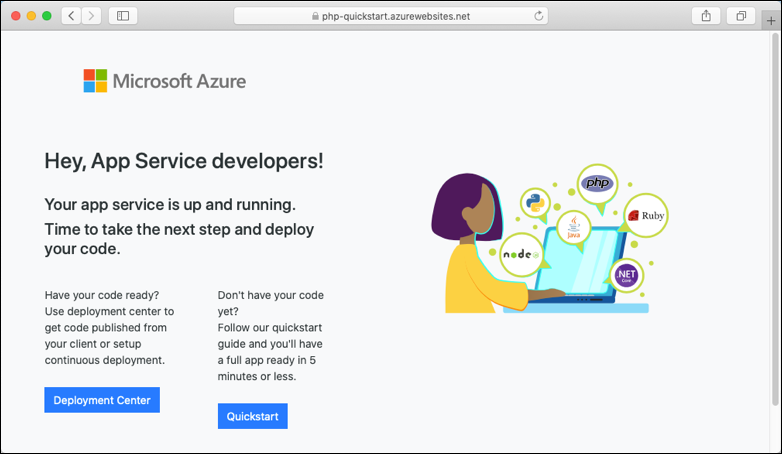 php-quickstart.azurewebsites.net
Microsoft Azure
Hey, App Service developers!
Your app service is up and running.
Time to take the next step and deploy
your code.
Have your code ready?
Use deployment center to
get code published from
your client or setup
continuous deployment.
Deployment Center
Don't have your code
yet?
Follow our quickstart
guide and you'll have
a full app ready in 5
minutes or less.
Quickstart
php
Ruby
Java
node
.NET
Core